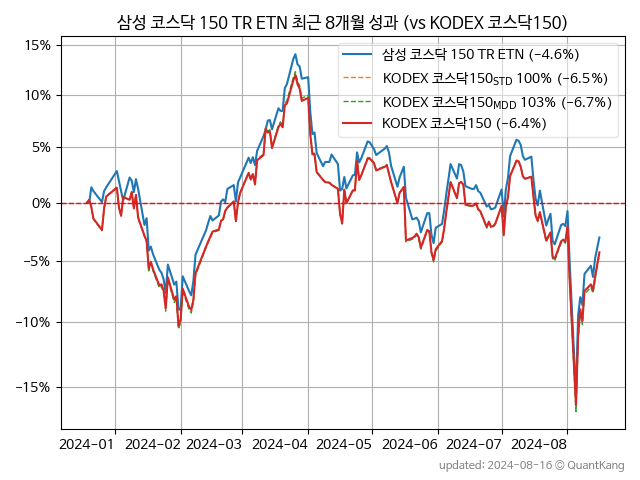 삼성 코스닥 150 TR ETN 최근 8개월 성과 (vs KODEX 코스닥150)
삼성 코스닥 150 TR ETN (−4.6%)
KODEX 코스닥150STD 100% (−6.5%)
KODEX 코스닥150MDD 103% (−6.7%)
KODEX 코스닥150 (−6.4%)
15%
10%
5%
0%
−5%
−10%
−15%
2024-01 2024-02 2024-03 2024-04 2024-05 2024-06 2024-07 2024-08
updated: 2024-08-16 © QuantKang